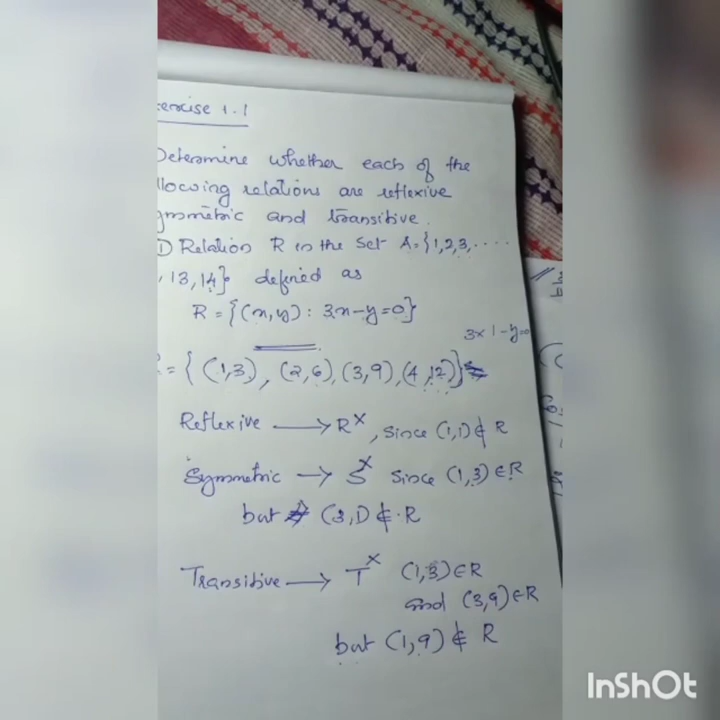 ercise 1.1
Determine whether each of the
llowing relations are reflexive
ymmetric and transitive.
① Relation R in the Set A={1,2,3,....
,13,14} defined as
R = {(x,y) : 3x-y=0}
3×1-y=0
= { (1,3), (2,6), (3,9), (4,12)}
Reflexive → R×, since (1,1)∉ R
Symmetric → S× since (1,3)∈R
but (3,1)∉ R
Transitive → T× (1,3)∈R
and (3,9)∈R
but (1,9)∉ R
InShOt